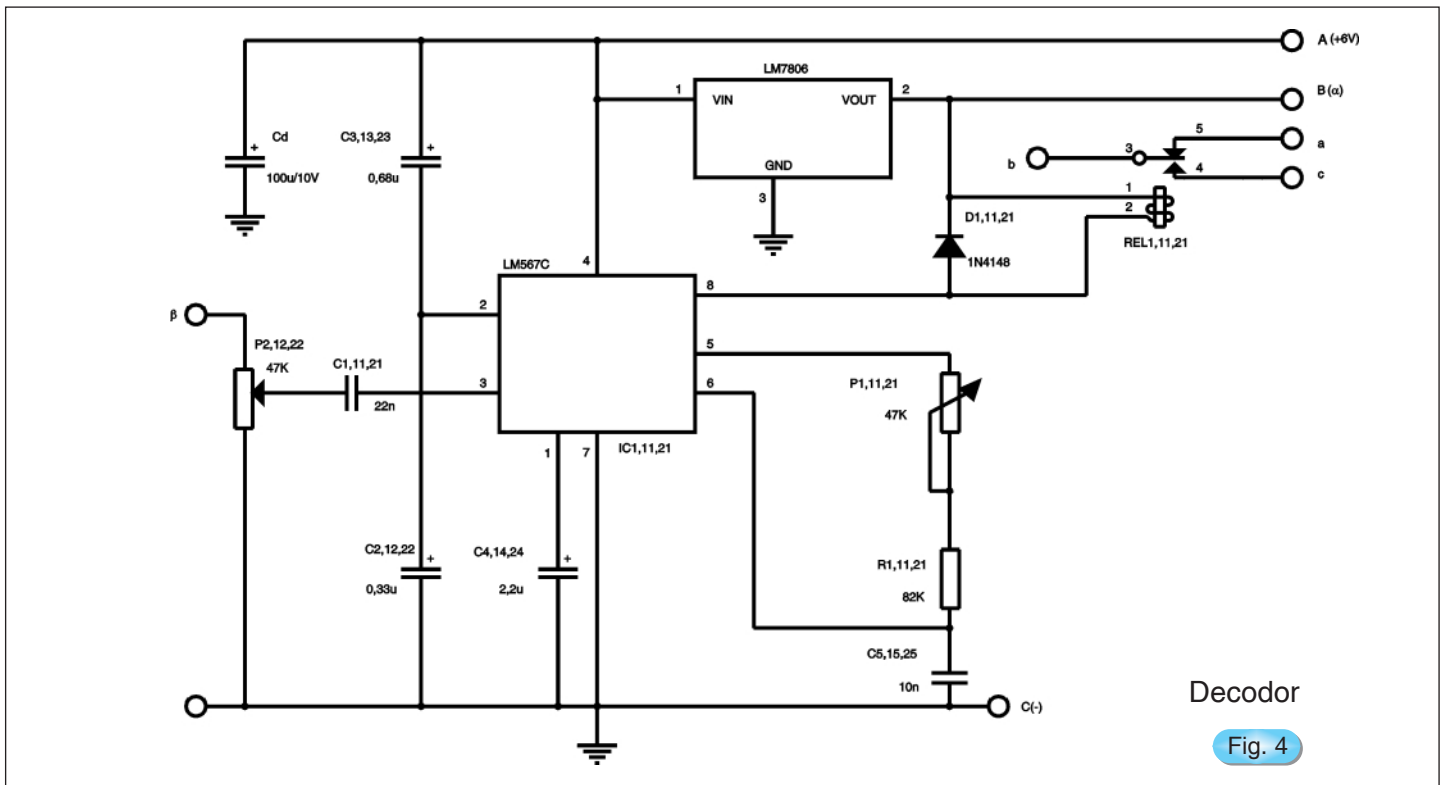 A (+6V)
LM7806
1
VIN
VOUT
2
B (α)
Cd
+
100u/10V
C3,13,23
+
0,68u
GND
3
5
a
b
3
4
c
1
2
REL1,11,21
D1,11,21
1N4148
4
LM567C
8
β
2
P2,12,22
47K
C1,11,21
22n
3
5
6
P1,11,21
47K
1
7
IC1,11,21
C2,12,22
+
0,33u
C4,14,24
+
2,2u
R1,11,21
82K
C5,15,25
10n
C(-)
Decodor
Fig. 4